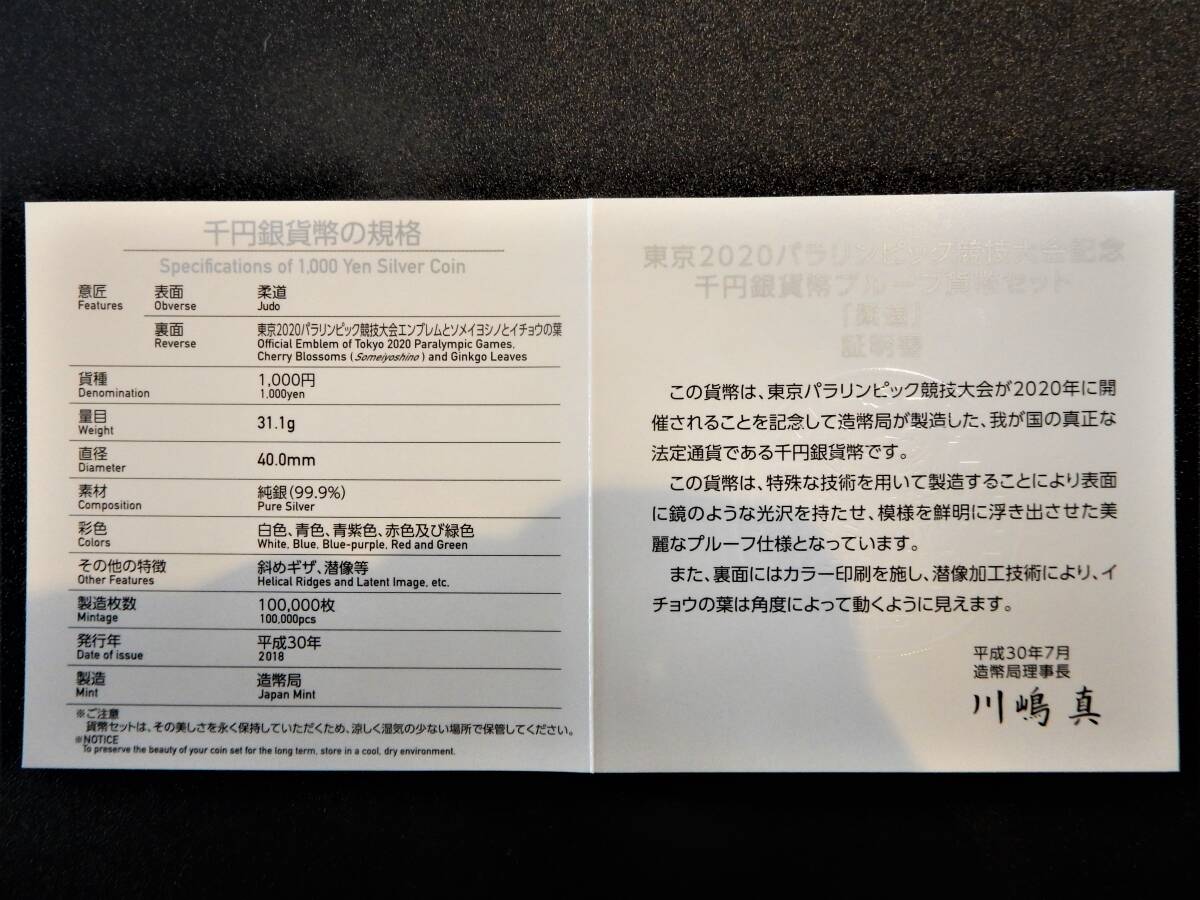 千円銀貨幣の規格
Specifications of 1,000 Yen Silver Coin
意匠 表面 柔道
Features Obverse Judo
裏面 東京2020パラリンピック競技大会エンブレムとソメイヨシノとイチョウの葉
Reverse Official Emblem of Tokyo 2020 Paralympic Games,
Cherry Blossoms (Someiyoshino) and Ginkgo Leaves
貨種 1,000円
Denomination 1,000yen
量目 31.1g
Weight
直径 40.0mm
Diameter
素材 純銀(99.9%)
Composition Pure Silver
彩色 白色、青色、青紫色、赤色及び緑色
Colors White, Blue, Blue-purple, Red and Green
その他の特徴 斜めギザ、潜像等
Other Features Helical Ridges and Latent Image, etc.
製造枚数 100,000枚
Mintage 100,000pcs
発行年 平成30年
Date of issue 2018
製造 造幣局
Mint Japan Mint
※ご注意
貨幣セットは、その美しさを永く保持していただくため、涼しく湿気の少ない場所で保管してください。
※NOTICE
To preserve the beauty of your coin set for the long term, store in a cool, dry environment.
東京2020パラリンピック競技大会記念
千円銀貨幣プルーフ貨幣セット
「柔道」
証明書
この貨幣は、東京パラリンピック競技大会が2020年に開
催されることを記念して造幣局が製造した、我が国の真正な
法定通貨である千円銀貨幣です。
この貨幣は、特殊な技術を用いて製造することにより表面
に鏡のような光沢を持たせ、模様を鮮明に浮き出させた美
麗なプルーフ仕様となっています。
また、裏面にはカラー印刷を施し、潜像加工技術により、イ
チョウの葉は角度によって動くように見えます。
平成30年7月
造幣局理事長
川嶋 真